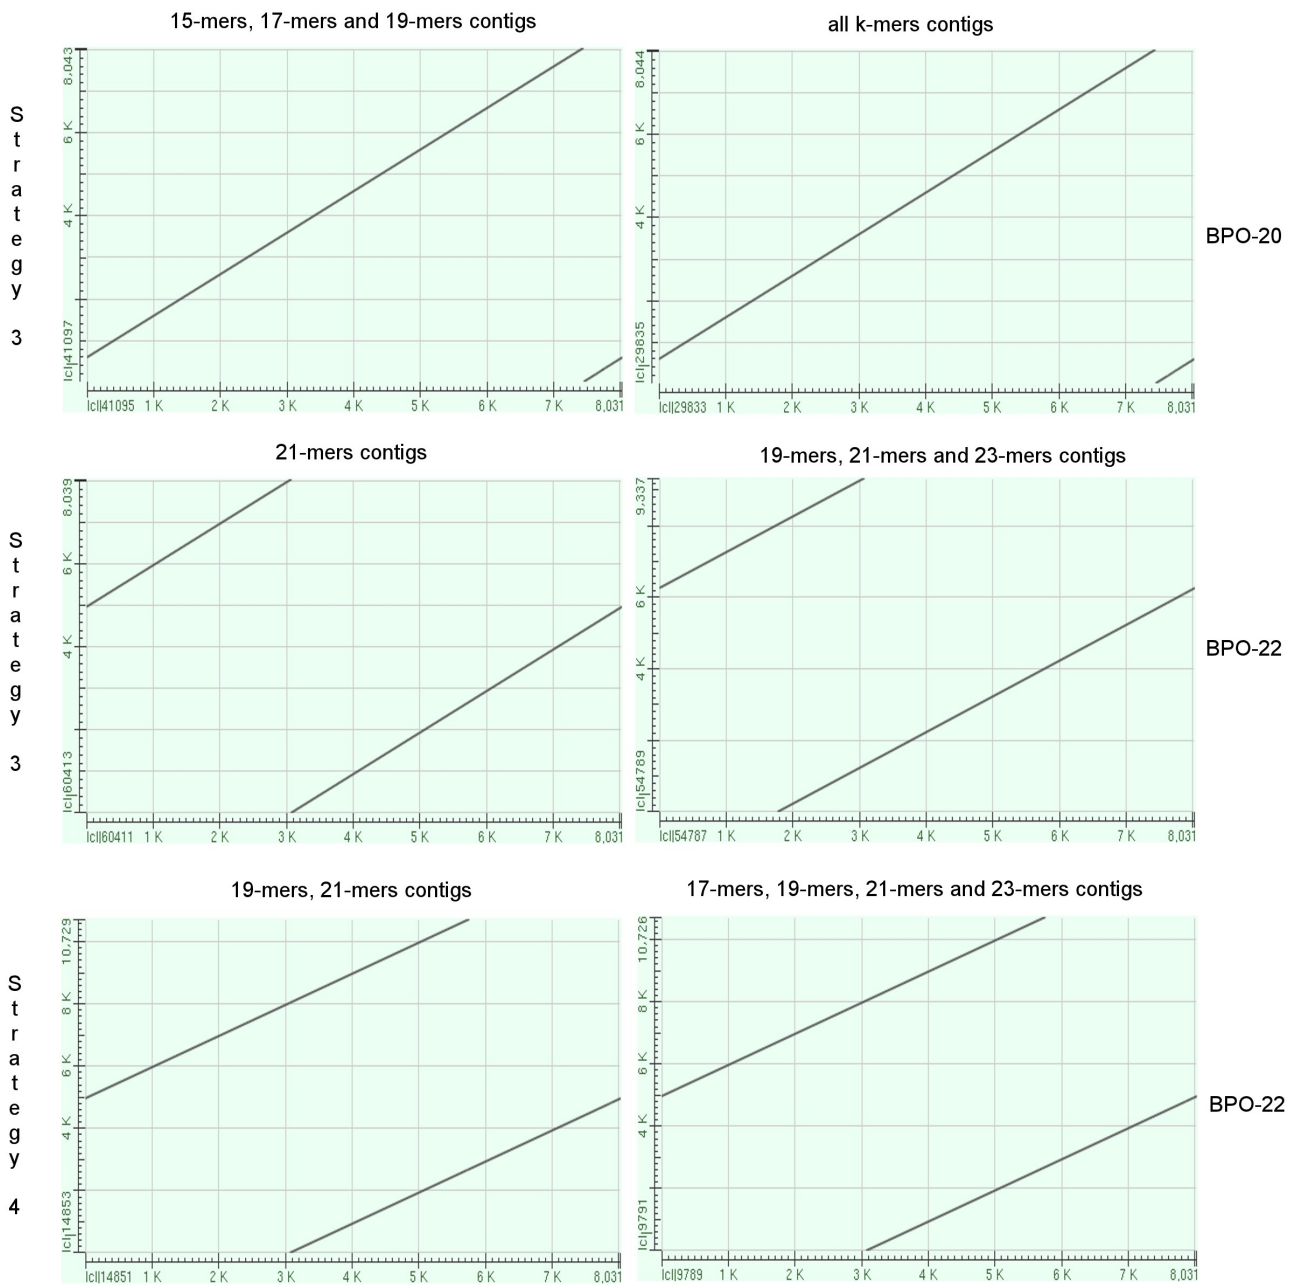 15-mers, 17-mers and 19-mers contigs
all k-mers contigs
Strategy 3
8,043
6 K
4 K
lcl|41097
lcl|41095 1 K 2 K 3 K 4 K 5 K 6 K 7 K 8,031
8,044
6 K
4 K
lcl|29835
lcl|29833 1 K 2 K 3 K 4 K 5 K 6 K 7 K 8,031
BPO-20
21-mers contigs
19-mers, 21-mers and 23-mers contigs
Strategy 3
8,039
6 K
4 K
lcl|60413
lcl|60411 1 K 2 K 3 K 4 K 5 K 6 K 7 K 8,031
9,337
6 K
4 K
lcl|54789
lcl|54787 1 K 2 K 3 K 4 K 5 K 6 K 7 K 8,031
BPO-22
19-mers, 21-mers contigs
17-mers, 19-mers, 21-mers and 23-mers contigs
Strategy 4
10,729
8 K
6 K
4 K
lcl|14853
lcl|14851 1 K 2 K 3 K 4 K 5 K 6 K 7 K 8,031
10,726
8 K
6 K
4 K
lcl|9791
lcl|9789 1 K 2 K 3 K 4 K 5 K 6 K 7 K 8,031
BPO-22